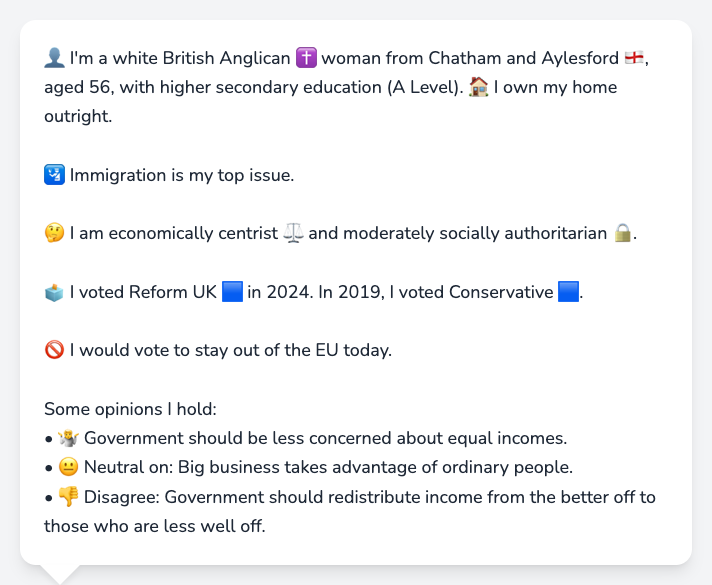 👤 I'm a white British Anglican ✝️ woman from Chatham and Aylesford 🏴󠁧󠁢󠁥󠁮󠁧󠁿,
aged 56, with higher secondary education (A Level). 🏠 I own my home
outright.
🛂 Immigration is my top issue.
🤔 I am economically centrist ⚖️ and moderately socially authoritarian 🔒.
🗳️ I voted Reform UK 🟦 in 2024. In 2019, I voted Conservative 🟦.
🚫 I would vote to stay out of the EU today.
Some opinions I hold:
• 🤷 Government should be less concerned about equal incomes.
• 😐 Neutral on: Big business takes advantage of ordinary people.
• 👎 Disagree: Government should redistribute income from the better off to
those who are less well off.